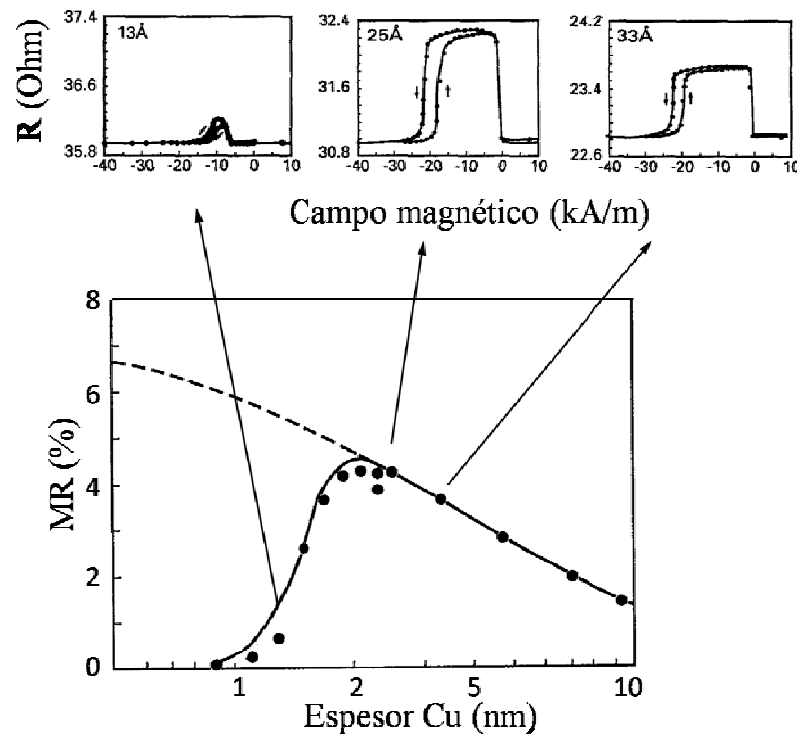 R (Ohm)
37.4
36.6
35.8
13Å
-40 -30 -20 -10 0 10
32.4
31.6
30.8
25Å
-40 -30 -20 -10 0 10
24.2
23.4
22.6
33Å
-40 -30 -20 -10 0 10
Campo magnético (kA/m)
MR (%)
8
6
4
2
0
1 2 5 10
Espesor Cu (nm)